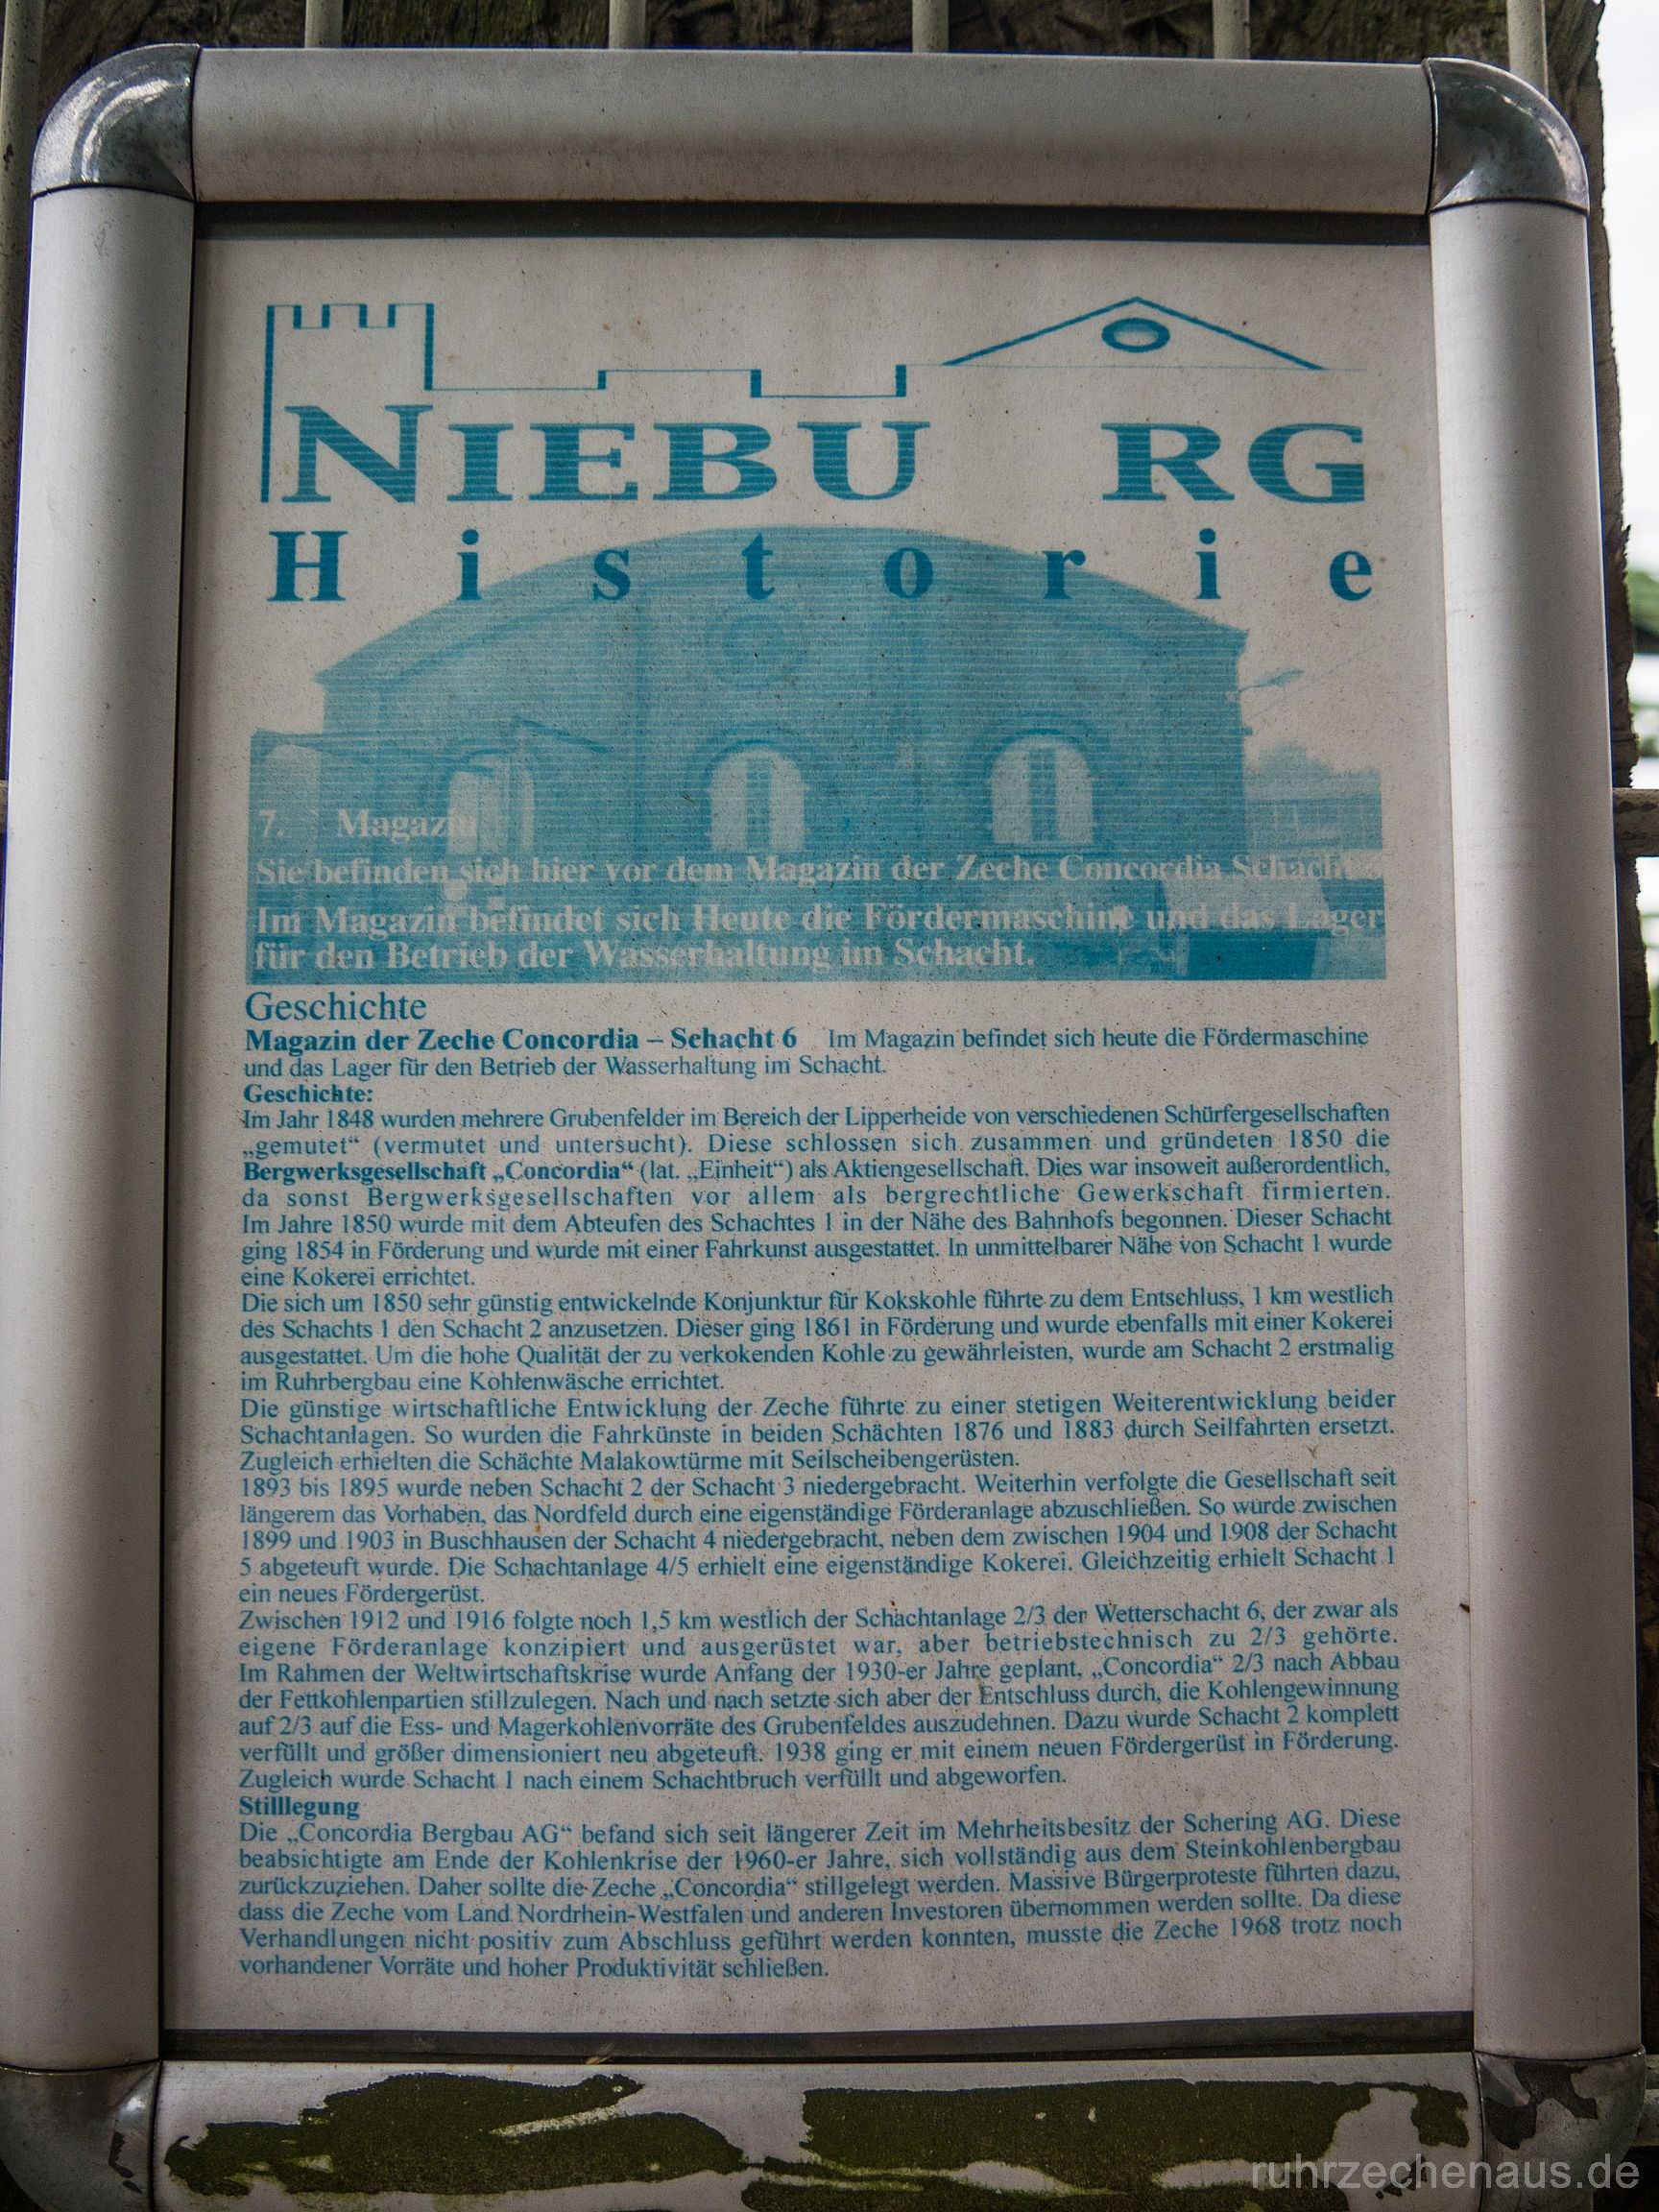 NIEBU RG
Historie
7. Magazin
Sie befinden sich hier vor dem Magazin der Zeche Concordia Schacht 6
Im Magazin befindet sich Heute die Fördermaschine und das Lager
für den Betrieb der Wasserhaltung im Schacht.
Geschichte
Magazin der Zeche Concordia – Schacht 6 Im Magazin befindet sich heute die Fördermaschine
und das Lager für den Betrieb der Wasserhaltung im Schacht.
Geschichte:
Im Jahr 1848 wurden mehrere Grubenfelder im Bereich der Lipperheide von verschiedenen Schürfergesellschaften
„gemutet“ (vermutet und untersucht). Diese schlossen sich zusammen und gründeten 1850 die
Bergwerksgesellschaft „Concordia“ (lat. „Einheit“) als Aktiengesellschaft. Dies war insoweit außerordentlich,
da sonst Bergwerksgesellschaften vor allem als bergrechtliche Gewerkschaft firmierten.
Im Jahre 1850 wurde mit dem Abteufen des Schachtes 1 in der Nähe des Bahnhofs begonnen. Dieser Schacht
ging 1854 in Förderung und wurde mit einer Fahrkunst ausgestattet. In unmittelbarer Nähe von Schacht 1 wurde
eine Kokerei errichtet.
Die sich um 1850 sehr günstig entwickelnde Konjunktur für Kokskohle führte zu dem Entschluss, 1 km westlich
des Schachts 1 den Schacht 2 anzusetzen. Dieser ging 1861 in Förderung und wurde ebenfalls mit einer Kokerei
ausgestattet. Um die hohe Qualität der zu verkokenden Kohle zu gewährleisten, wurde am Schacht 2 erstmalig
im Ruhrbergbau eine Kohlenwäsche errichtet.
Die günstige wirtschaftliche Entwicklung der Zeche führte zu einer stetigen Weiterentwicklung beider
Schachtanlagen. So wurden die Fahrkünste in beiden Schächten 1876 und 1883 durch Seilfahrten ersetzt.
Zugleich erhielten die Schächte Malakowtürme mit Seilscheibengerüsten.
1893 bis 1895 wurde neben Schacht 2 der Schacht 3 niedergebracht. Weiterhin verfolgte die Gesellschaft seit
längerem das Vorhaben, das Nordfeld durch eine eigenständige Förderanlage abzuschließen. So wurde zwischen
1899 und 1903 in Buschhausen der Schacht 4 niedergebracht, neben dem zwischen 1904 und 1908 der Schacht
5 abgeteuft wurde. Die Schachtanlage 4/5 erhielt eine eigenständige Kokerei. Gleichzeitig erhielt Schacht 1
ein neues Fördergerüst.
Zwischen 1912 und 1916 folgte noch 1,5 km westlich der Schachtanlage 2/3 der Wetterschacht 6, der zwar als
eigene Förderanlage konzipiert und ausgerüstet war, aber betriebstechnisch zu 2/3 gehörte.
Im Rahmen der Weltwirtschaftskrise wurde Anfang der 1930-er Jahre geplant, „Concordia“ 2/3 nach Abbau
der Fettkohlenpartien stillzulegen. Nach und nach setzte sich aber der Entschluss durch, die Kohlengewinnung
auf 2/3 auf die Ess- und Magerkohlenvorräte des Grubenfeldes auszudehnen. Dazu wurde Schacht 2 komplett
verfüllt und größer dimensioniert neu abgeteuft. 1938 ging er mit einem neuen Fördergerüst in Förderung.
Zugleich wurde Schacht 1 nach einem Schachtbruch verfüllt und abgeworfen.
Stilllegung
Die „Concordia Bergbau AG“ befand sich seit längerer Zeit im Mehrheitsbesitz der Schering AG. Diese
beabsichtigte am Ende der Kohlenkrise der 1960-er Jahre, sich vollständig aus dem Steinkohlenbergbau
zurückzuziehen. Daher sollte die Zeche „Concordia“ stillgelegt werden. Massive Bürgerproteste führten dazu,
dass die Zeche vom Land Nordrhein-Westfalen und anderen Investoren übernommen werden sollte. Da diese
Verhandlungen nicht positiv zum Abschluss geführt werden konnten, musste die Zeche 1968 trotz noch
vorhandener Vorräte und hoher Produktivität schließen.
ruhrzechenaus.de